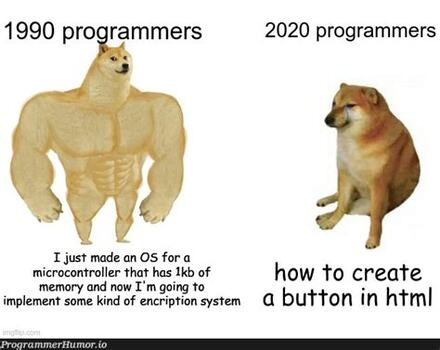 1990 programmers
2020 programmers
I just made an OS for a
microcontroller that has 1kb of
memory and now I'm going to
implement some kind of encription system
how to create
a button in html
imgflip.com
ProgrammerHumor.io